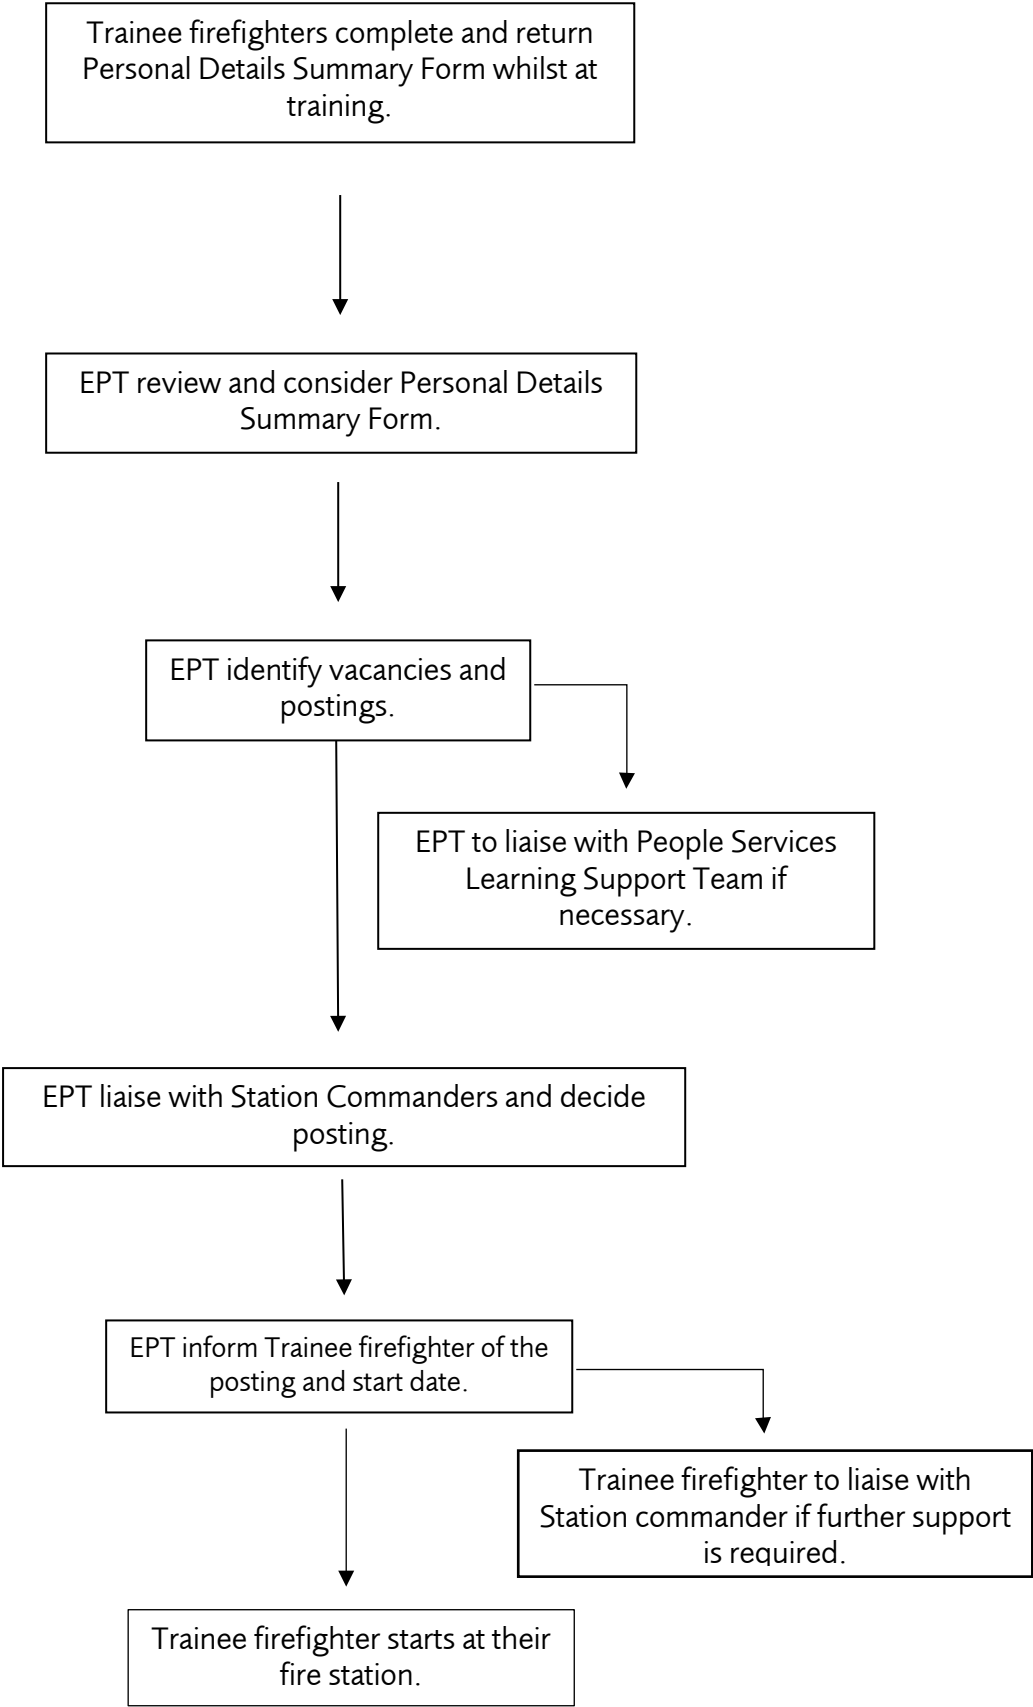 Trainee firefighters complete and return
Personal Details Summary Form whilst at
training.
EPT review and consider Personal Details
Summary Form.
EPT identify vacancies and
postings.
EPT to liaise with People Services
Learning Support Team if
necessary.
EPT liaise with Station Commanders and decide
posting.
EPT inform Trainee firefighter of the
posting and start date.
Trainee firefighter to liaise with
Station commander if further support
is required.
Trainee firefighter starts at their
fire station.